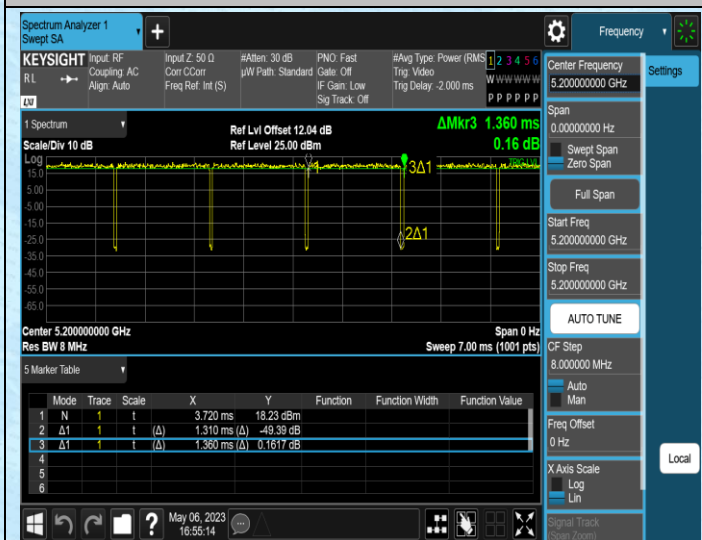 Spectrum Analyzer 1
Swept SA
Frequency
KEYSIGHT
RL
LXI
Input: RF
Coupling: AC
Align: Auto
Input Z: 50 Ω
Corr CCorr
Freq Ref: Int (S)
#Atten: 30 dB
µW Path: Standard
PNO: Fast
Gate: Off
IF Gain: Low
Sig Track: Off
#Avg Type: Power (RMS
Trig: Video
Trig Delay: -2.000 ms
1 2 3 4 5 6
W W W W W W
P P P P P P
Center Frequency
5.200000000 GHz
Settings
1 Spectrum
Scale/Div 10 dB
Ref Lvl Offset 12.04 dB
Ref Level 25.00 dBm
ΔMkr3 1.360 ms
0.16 dB
Span
0.00000000 Hz
Swept Span
Zero Span
Full Span
Start Freq
5.200000000 GHz
Stop Freq
5.200000000 GHz
AUTO TUNE
Log
15.0
5.00
-5.00
-15.0
-25.0
-35.0
-45.0
-55.0
-65.0
1
3Δ1
TRIG LVL
2Δ1
Center 5.200000000 GHz
Res BW 8 MHz
Span 0 Hz
Sweep 7.00 ms (1001 pts)
CF Step
8.000000 MHz
Auto
Man
Freq Offset
0 Hz
X Axis Scale
Log
Lin
Signal Track
(Span Zoom)
Local
5 Marker Table
Mode Trace Scale X Y Function Function Width Function Value
1 N 1 t 3.720 ms 18.23 dBm
2 Δ1 1 t (Δ) 1.310 ms (Δ) -49.39 dB
3 Δ1 1 t (Δ) 1.360 ms (Δ) 0.1617 dB
4
5
6
?
May 06, 2023
16:55:14